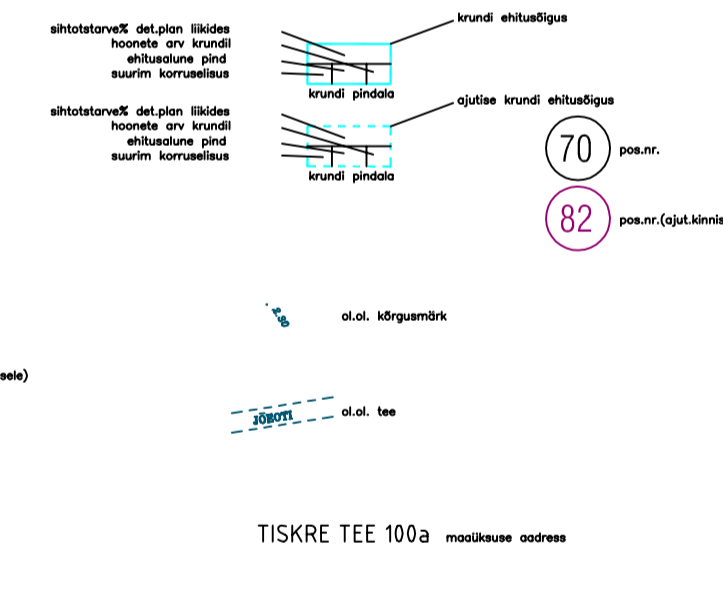 krundi ehitusõigus
sihtotstarve% det.plan liikides
hoonete arv krundil
ehitusalune pind
suurim korruselisus
krundi pindala
ajutise krundi ehitusõigus
sihtotstarve% det.plan liikides
hoonete arv krundil
ehitusalune pind
suurim korruselisus
krundi pindala
70 pos.nr.
82 pos.nr.(ajut.kinnis
2.90 ol.ol. kõrgusmärk
sele)
JÕEOTI ol.ol. tee
TISKRE TEE 100a maaüksuse aadress